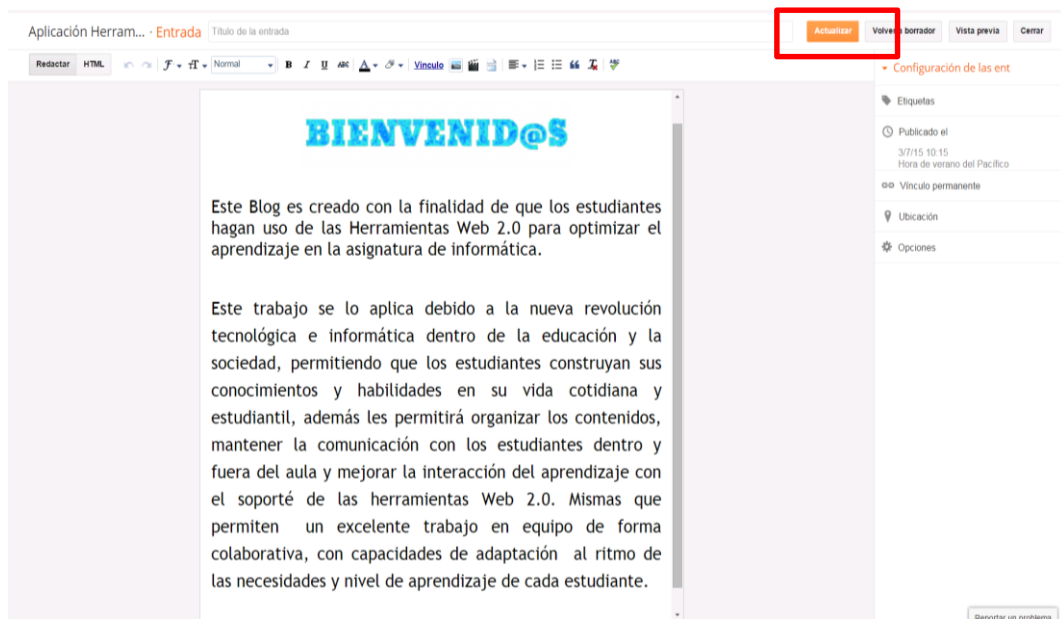 Aplicación Herram... · Entrada Título de la entrada Actualizar Volver a borrador Vista previa Cerrar
Redactar HTML Normal B I U ABC A Vínculo
Configuración de las ent
Etiquetas
Publicado el
3/7/15 10:15
Hora de verano del Pacífico
Vínculo permanente
Ubicación
Opciones
BIENVENID@S
Este Blog es creado con la finalidad de que los estudiantes
hagan uso de las Herramientas Web 2.0 para optimizar el
aprendizaje en la asignatura de informática.
Este trabajo se lo aplica debido a la nueva revolución
tecnológica e informática dentro de la educación y la
sociedad, permitiendo que los estudiantes construyan sus
conocimientos y habilidades en su vida cotidiana y
estudiantil, además les permitirá organizar los contenidos,
mantener la comunicación con los estudiantes dentro y
fuera del aula y mejorar la interacción del aprendizaje con
el soporté de las herramientas Web 2.0. Mismas que
permiten un excelente trabajo en equipo de forma
colaborativa, con capacidades de adaptación al ritmo de
las necesidades y nivel de aprendizaje de cada estudiante.
Reportar un problema